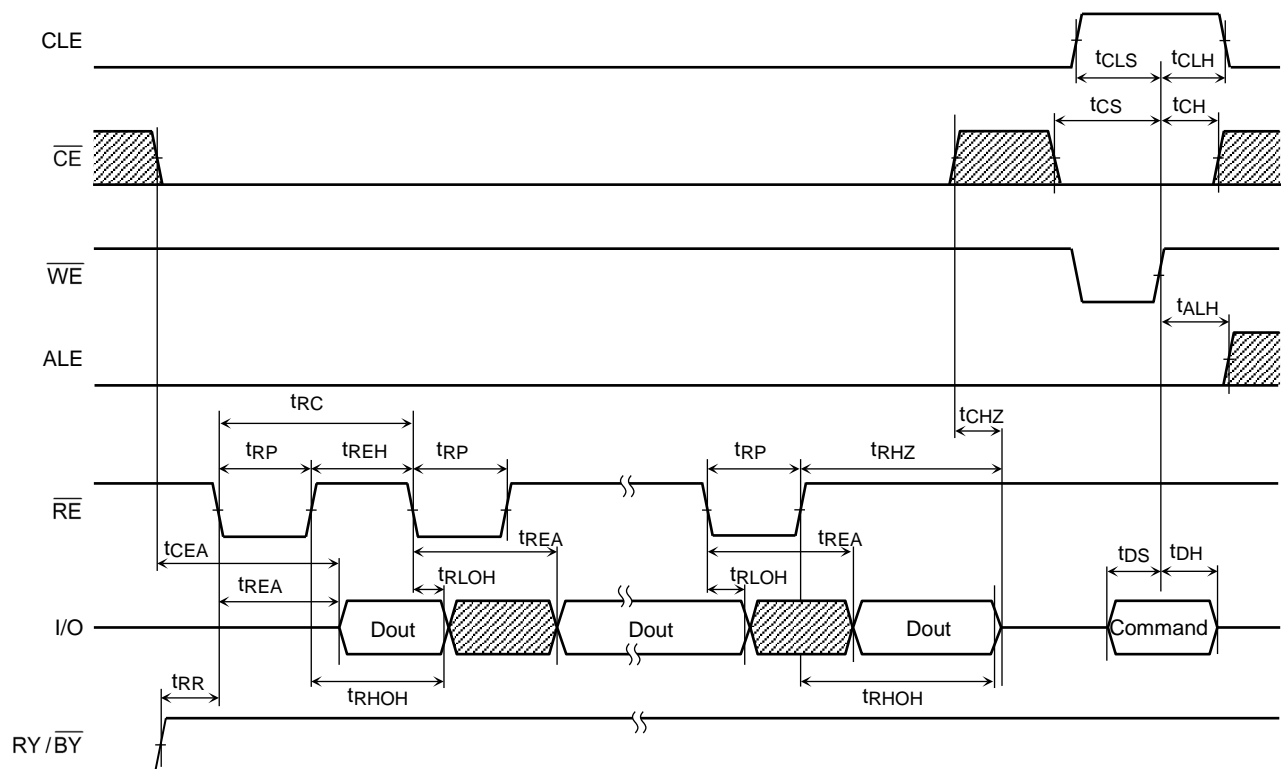 CLE
tCLS tCLH
tCS tCH
CE
WE
tALH
ALE
tRC
tCHZ
tRP tREH tRP tRP tRHZ
RE
tCEA tREA tREA tDS tDH
tREA tRLOH tRLOH
I/O Dout Dout Dout Command
tRR tRHOH tRHOH
RY/BY